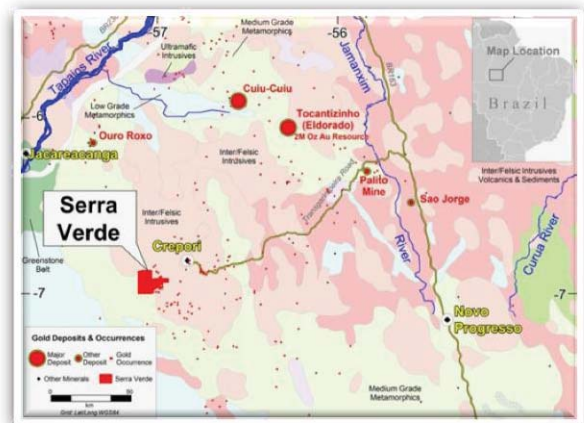 57
-56
Medium Grade
Metamorphics
Ultramafic
Intrusives
Map Location
Brazil
Tapajos River
Jamanxim
BR163
Cuiu-Cuiu
Low Grade
Metamorphics
Tocantizinho
(Eldorado)
2M Oz Au Resource
-6
Ouro Roxo
Jacareacanga
Inter/Felsic
Intrusives
Inter/Felsic Intrusives
Volcanics & Sediments
Palito
Mine
Sao Jorge
Serra
Verde
Inter/Felsic
Intrusives
Crepori
River
Curua River
Greenstone
Belt
-7
-7
Novo
Progresso
Gold Deposits & Occurrences
Major
Deposit
Other
Deposit
Gold
Occurrence
Other Minerals
Serra Verde
0
km
Grid: Lat/Long WGS84
Medium Grade
Metamorphics